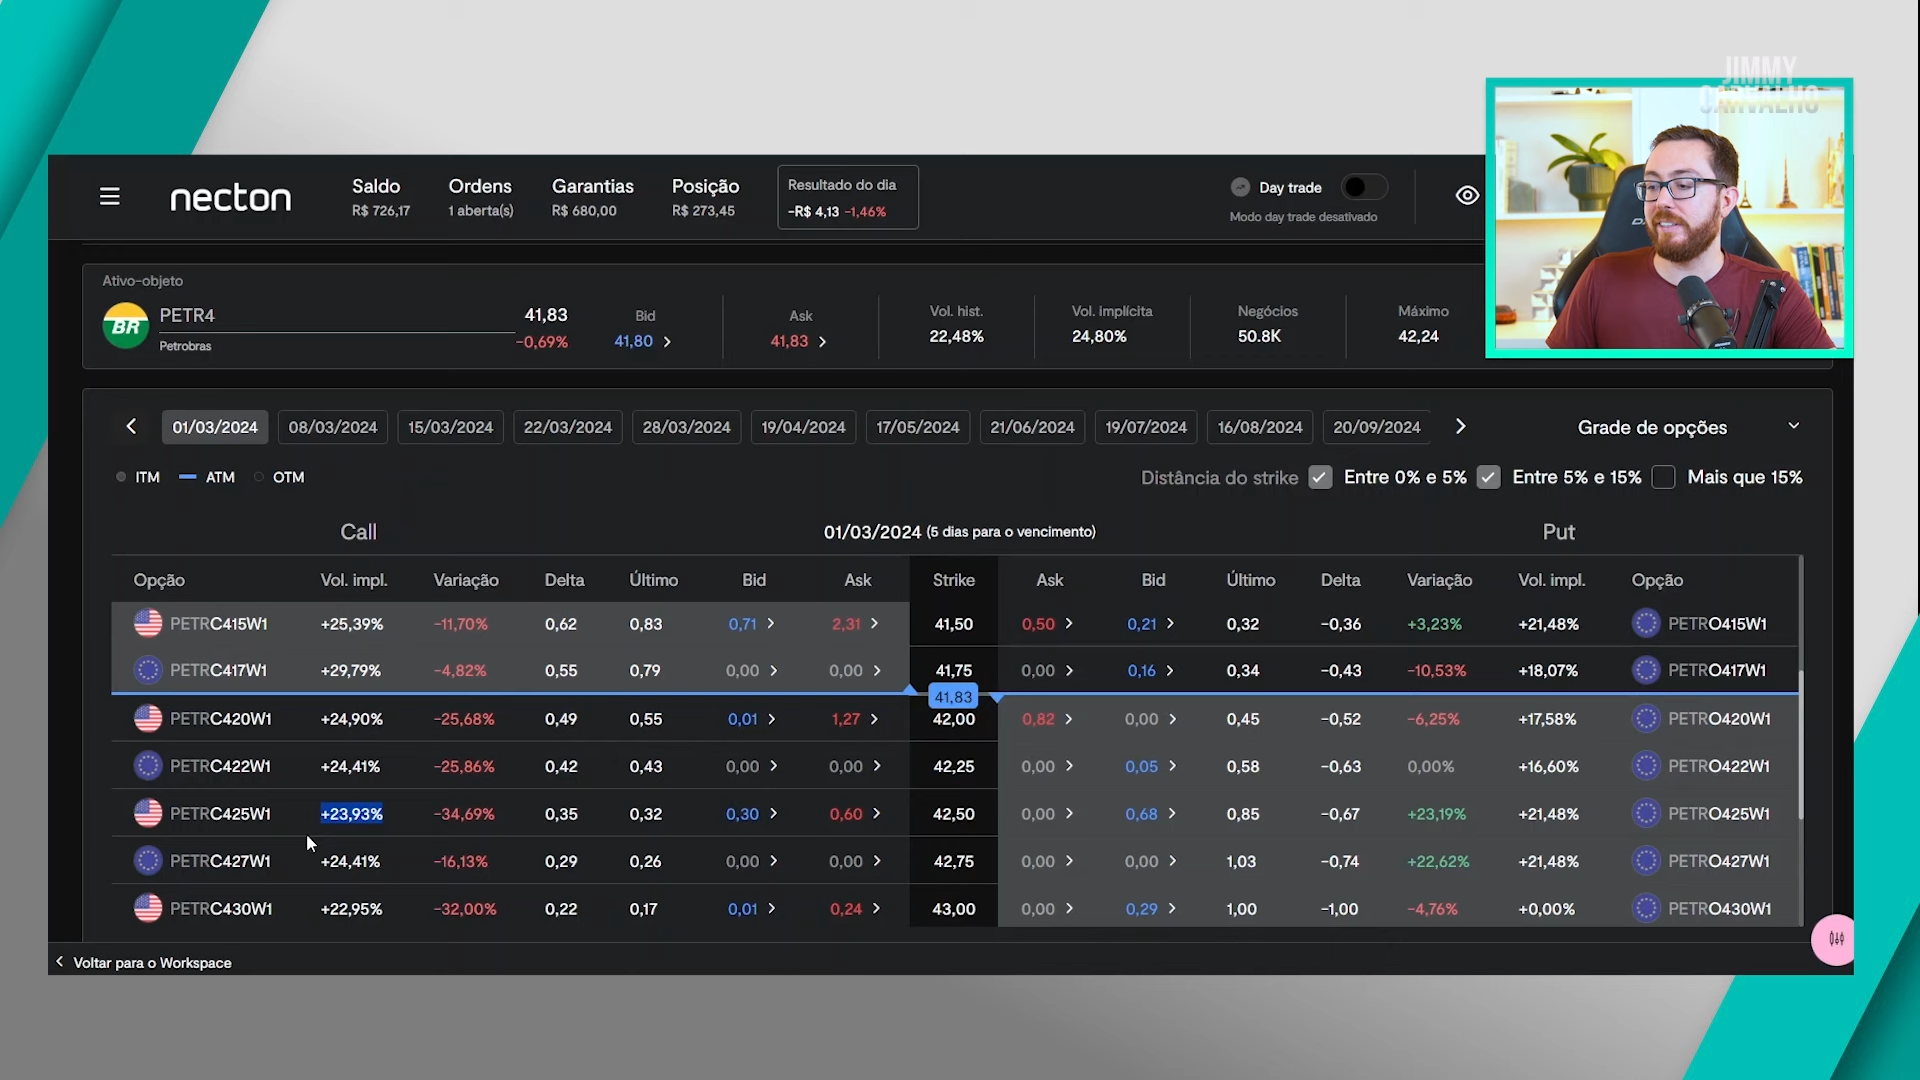 JIMMY
CARVALHO
necton
Saldo
R$ 726,17
Ordens
1 aberta(s)
Garantias
R$ 680,00
Posição
R$ 273,45
Resultado do dia
-R$ 4,13 -1,46%
Day trade
Modo day trade desativado
Ativo-objeto
BR
PETR4
Petrobras
41,83
-0,69%
Bid
41,80
Ask
41,83
Vol. hist.
22,48%
Vol. implícita
24,80%
Negócios
50.8K
Máximo
42,24
01/03/2024 08/03/2024 15/03/2024 22/03/2024 28/03/2024 19/04/2024 17/05/2024 21/06/2024 19/07/2024 16/08/2024 20/09/2024 Grade de opções
ITM ATM OTM Distância do strike Entre 0% e 5% Entre 5% e 15% Mais que 15%
Call 01/03/2024 (5 dias para o vencimento) Put
Opção Vol. impl. Variação Delta Último Bid Ask Strike Ask Bid Último Delta Variação Vol. impl. Opção
PETRC415W1 +25,39% -11,70% 0,62 0,83 0,71 2,31 41,50 0,50 0,21 0,32 -0,36 +3,23% +21,48% PETRO415W1
PETRC417W1 +29,79% -4,82% 0,55 0,79 0,00 0,00 41,75 0,00 0,16 0,34 -0,43 -10,53% +18,07% PETRO417W1
41,83
PETRC420W1 +24,90% -25,68% 0,49 0,55 0,01 1,27 42,00 0,82 0,00 0,45 -0,52 -6,25% +17,58% PETRO420W1
PETRC422W1 +24,41% -25,86% 0,42 0,43 0,00 0,00 42,25 0,00 0,05 0,58 -0,63 0,00% +16,60% PETRO422W1
PETRC425W1 +23,93% -34,69% 0,35 0,32 0,30 0,60 42,50 0,00 0,68 0,85 -0,67 +23,19% +21,48% PETRO425W1
PETRC427W1 +24,41% -16,13% 0,29 0,26 0,00 0,00 42,75 0,00 0,00 1,03 -0,74 +22,62% +21,48% PETRO427W1
PETRC430W1 +22,95% -32,00% 0,22 0,17 0,01 0,24 43,00 0,00 0,29 1,00 -1,00 -4,76% +0,00% PETRO430W1
Voltar para o Workspace